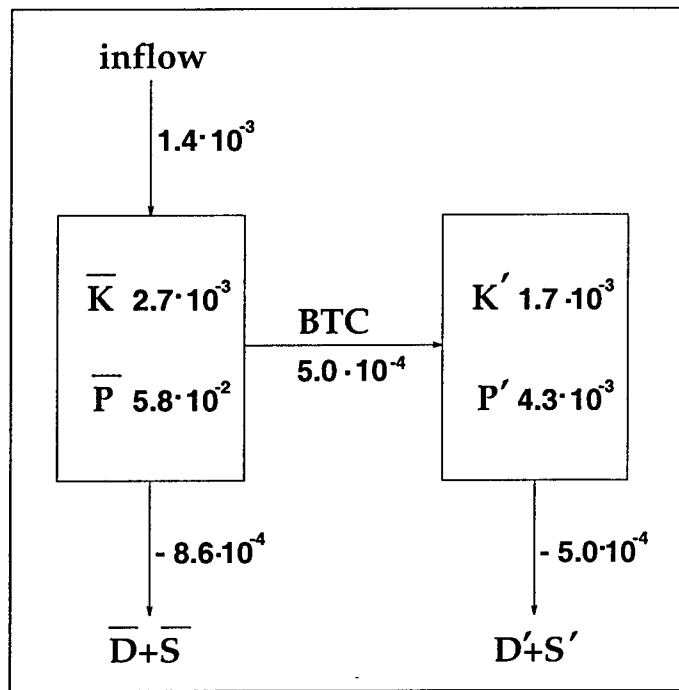 inflow
1.4·10⁻³
K̅ 2.7·10⁻³
K′ 1.7·10⁻³
BTC
5.0·10⁻⁴
P̅ 5.8·10⁻²
P′ 4.3·10⁻³
- 8.6·10⁻⁴
- 5.0·10⁻⁴
D̅+S̅
D′+S′